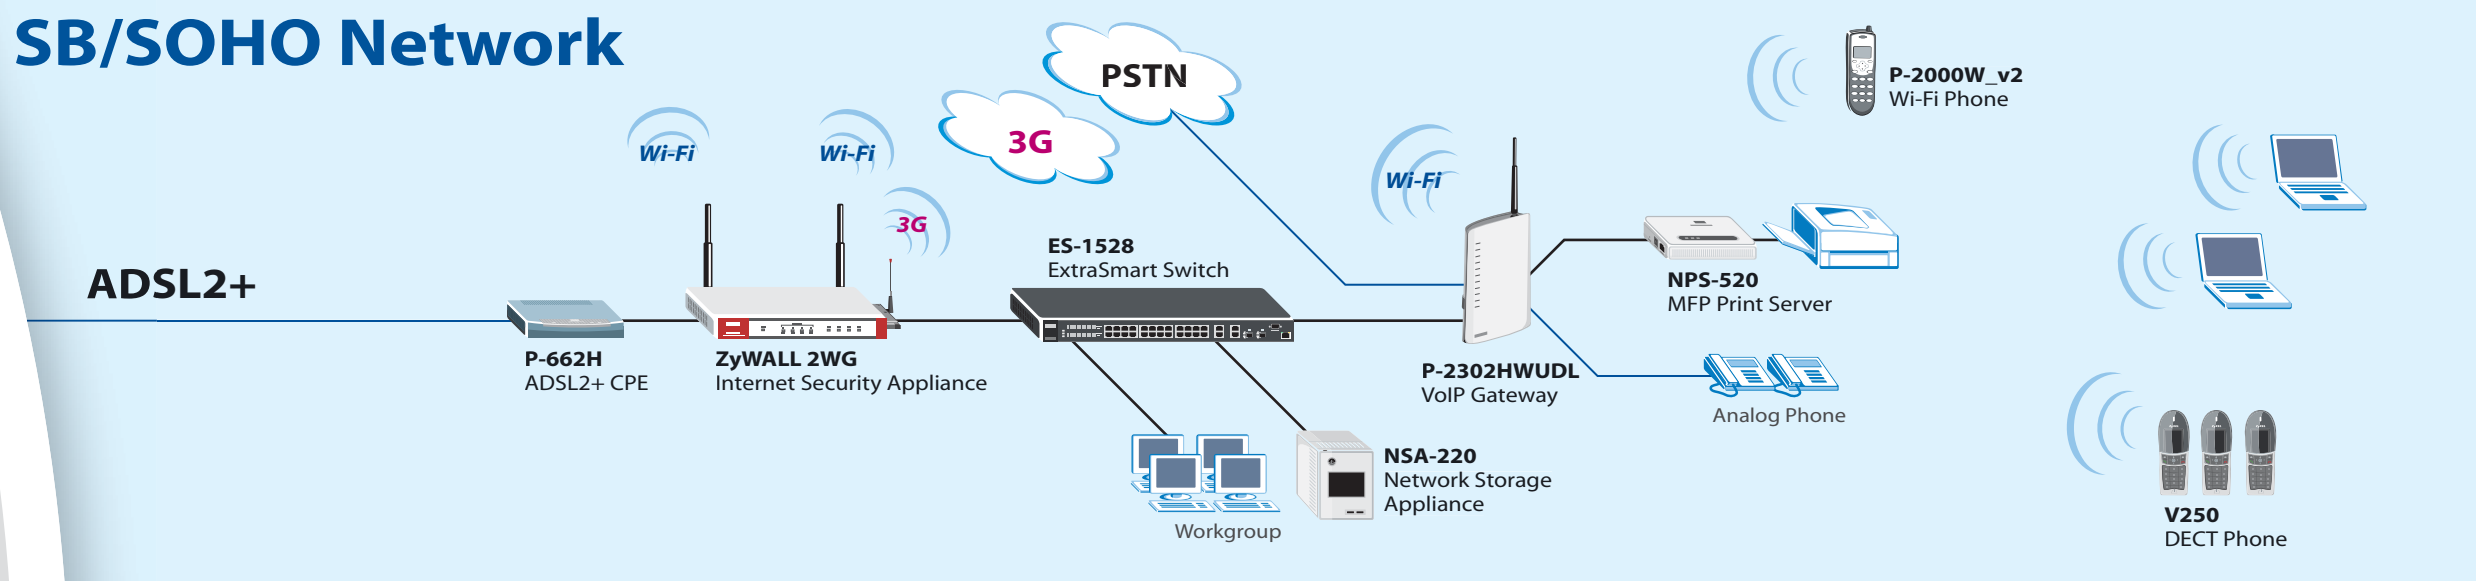 SB/SOHO Network
PSTN
3G
Wi-Fi
Wi-Fi
3G
Wi-Fi
P-2000W_v2
Wi-Fi Phone
ADSL2+
P-662H
ADSL2+ CPE
ZyWALL 2WG
Internet Security Appliance
ES-1528
ExtraSmart Switch
P-2302HWUDL
VoIP Gateway
NPS-520
MFP Print Server
Analog Phone
Workgroup
NSA-220
Network Storage
Appliance
V250
DECT Phone